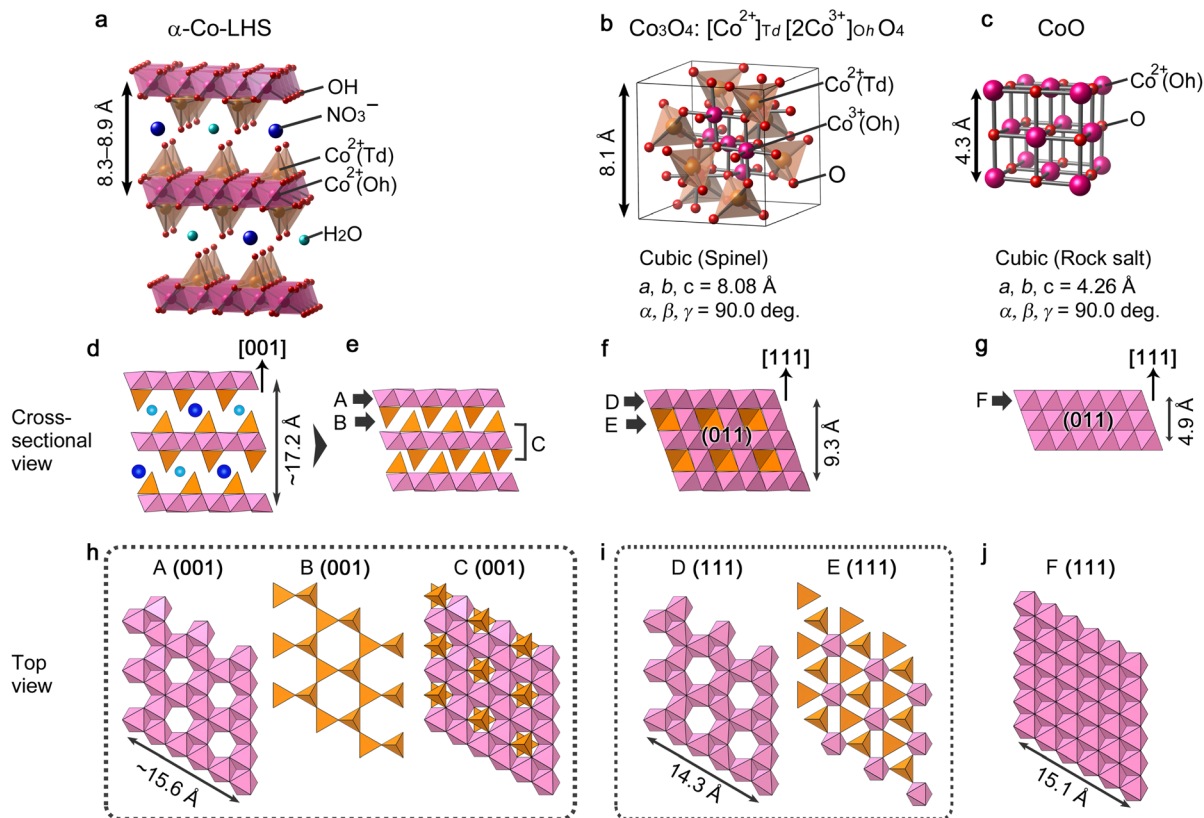 a
α-Co-LHS
8.3–8.9 Å
OH
NO3−
Co2+(Td)
Co2+(Oh)
H2O
b
Co3O4: [Co2+]Td [2Co3+]Oh O4
8.1 Å
Co2+(Td)
Co3+(Oh)
O
Cubic (Spinel)
a, b, c = 8.08 Å
α, β, γ = 90.0 deg.
c
CoO
4.3 Å
Co2+(Oh)
O
Cubic (Rock salt)
a, b, c = 4.26 Å
α, β, γ = 90.0 deg.
Cross-
sectional
view
d
[001]
~17.2 Å
e
A
B
C
f
[111]
D
E
(011)
9.3 Å
g
[111]
F
(011)
4.9 Å
Top
view
h
A (001)
B (001)
C (001)
~15.6 Å
i
D (111)
E (111)
14.3 Å
j
F (111)
15.1 Å